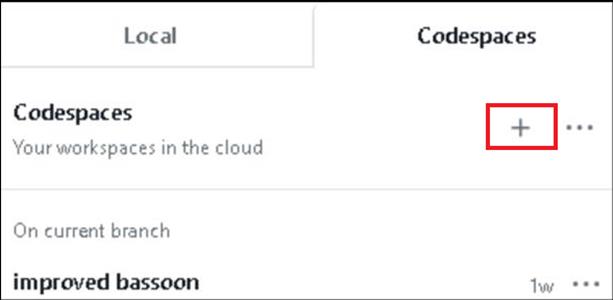 Local Codespaces
Codespaces
Your workspaces in the cloud
+ ...
On current branch
improved bassoon 1w ...